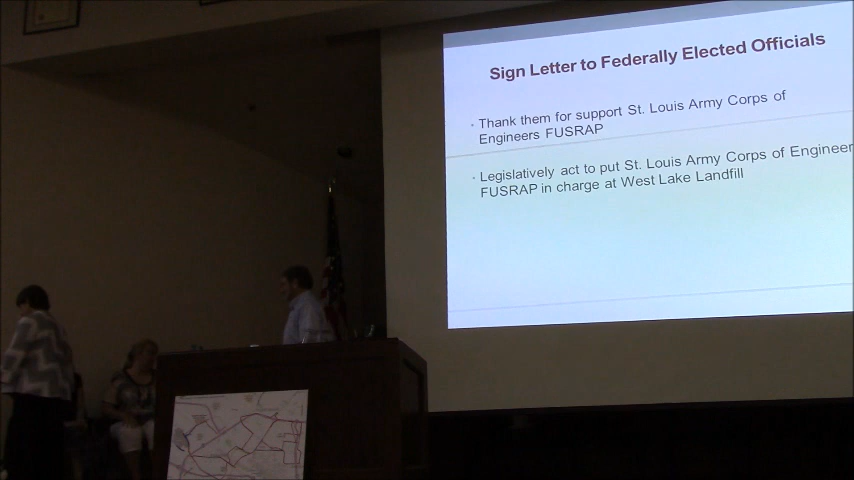 Sign Letter to Federally Elected Officials
Thank them for support St. Louis Army Corps of
Engineers FUSRAP
Legislatively act to put St. Louis Army Corps of Engineer
FUSRAP in charge at West Lake Landfill